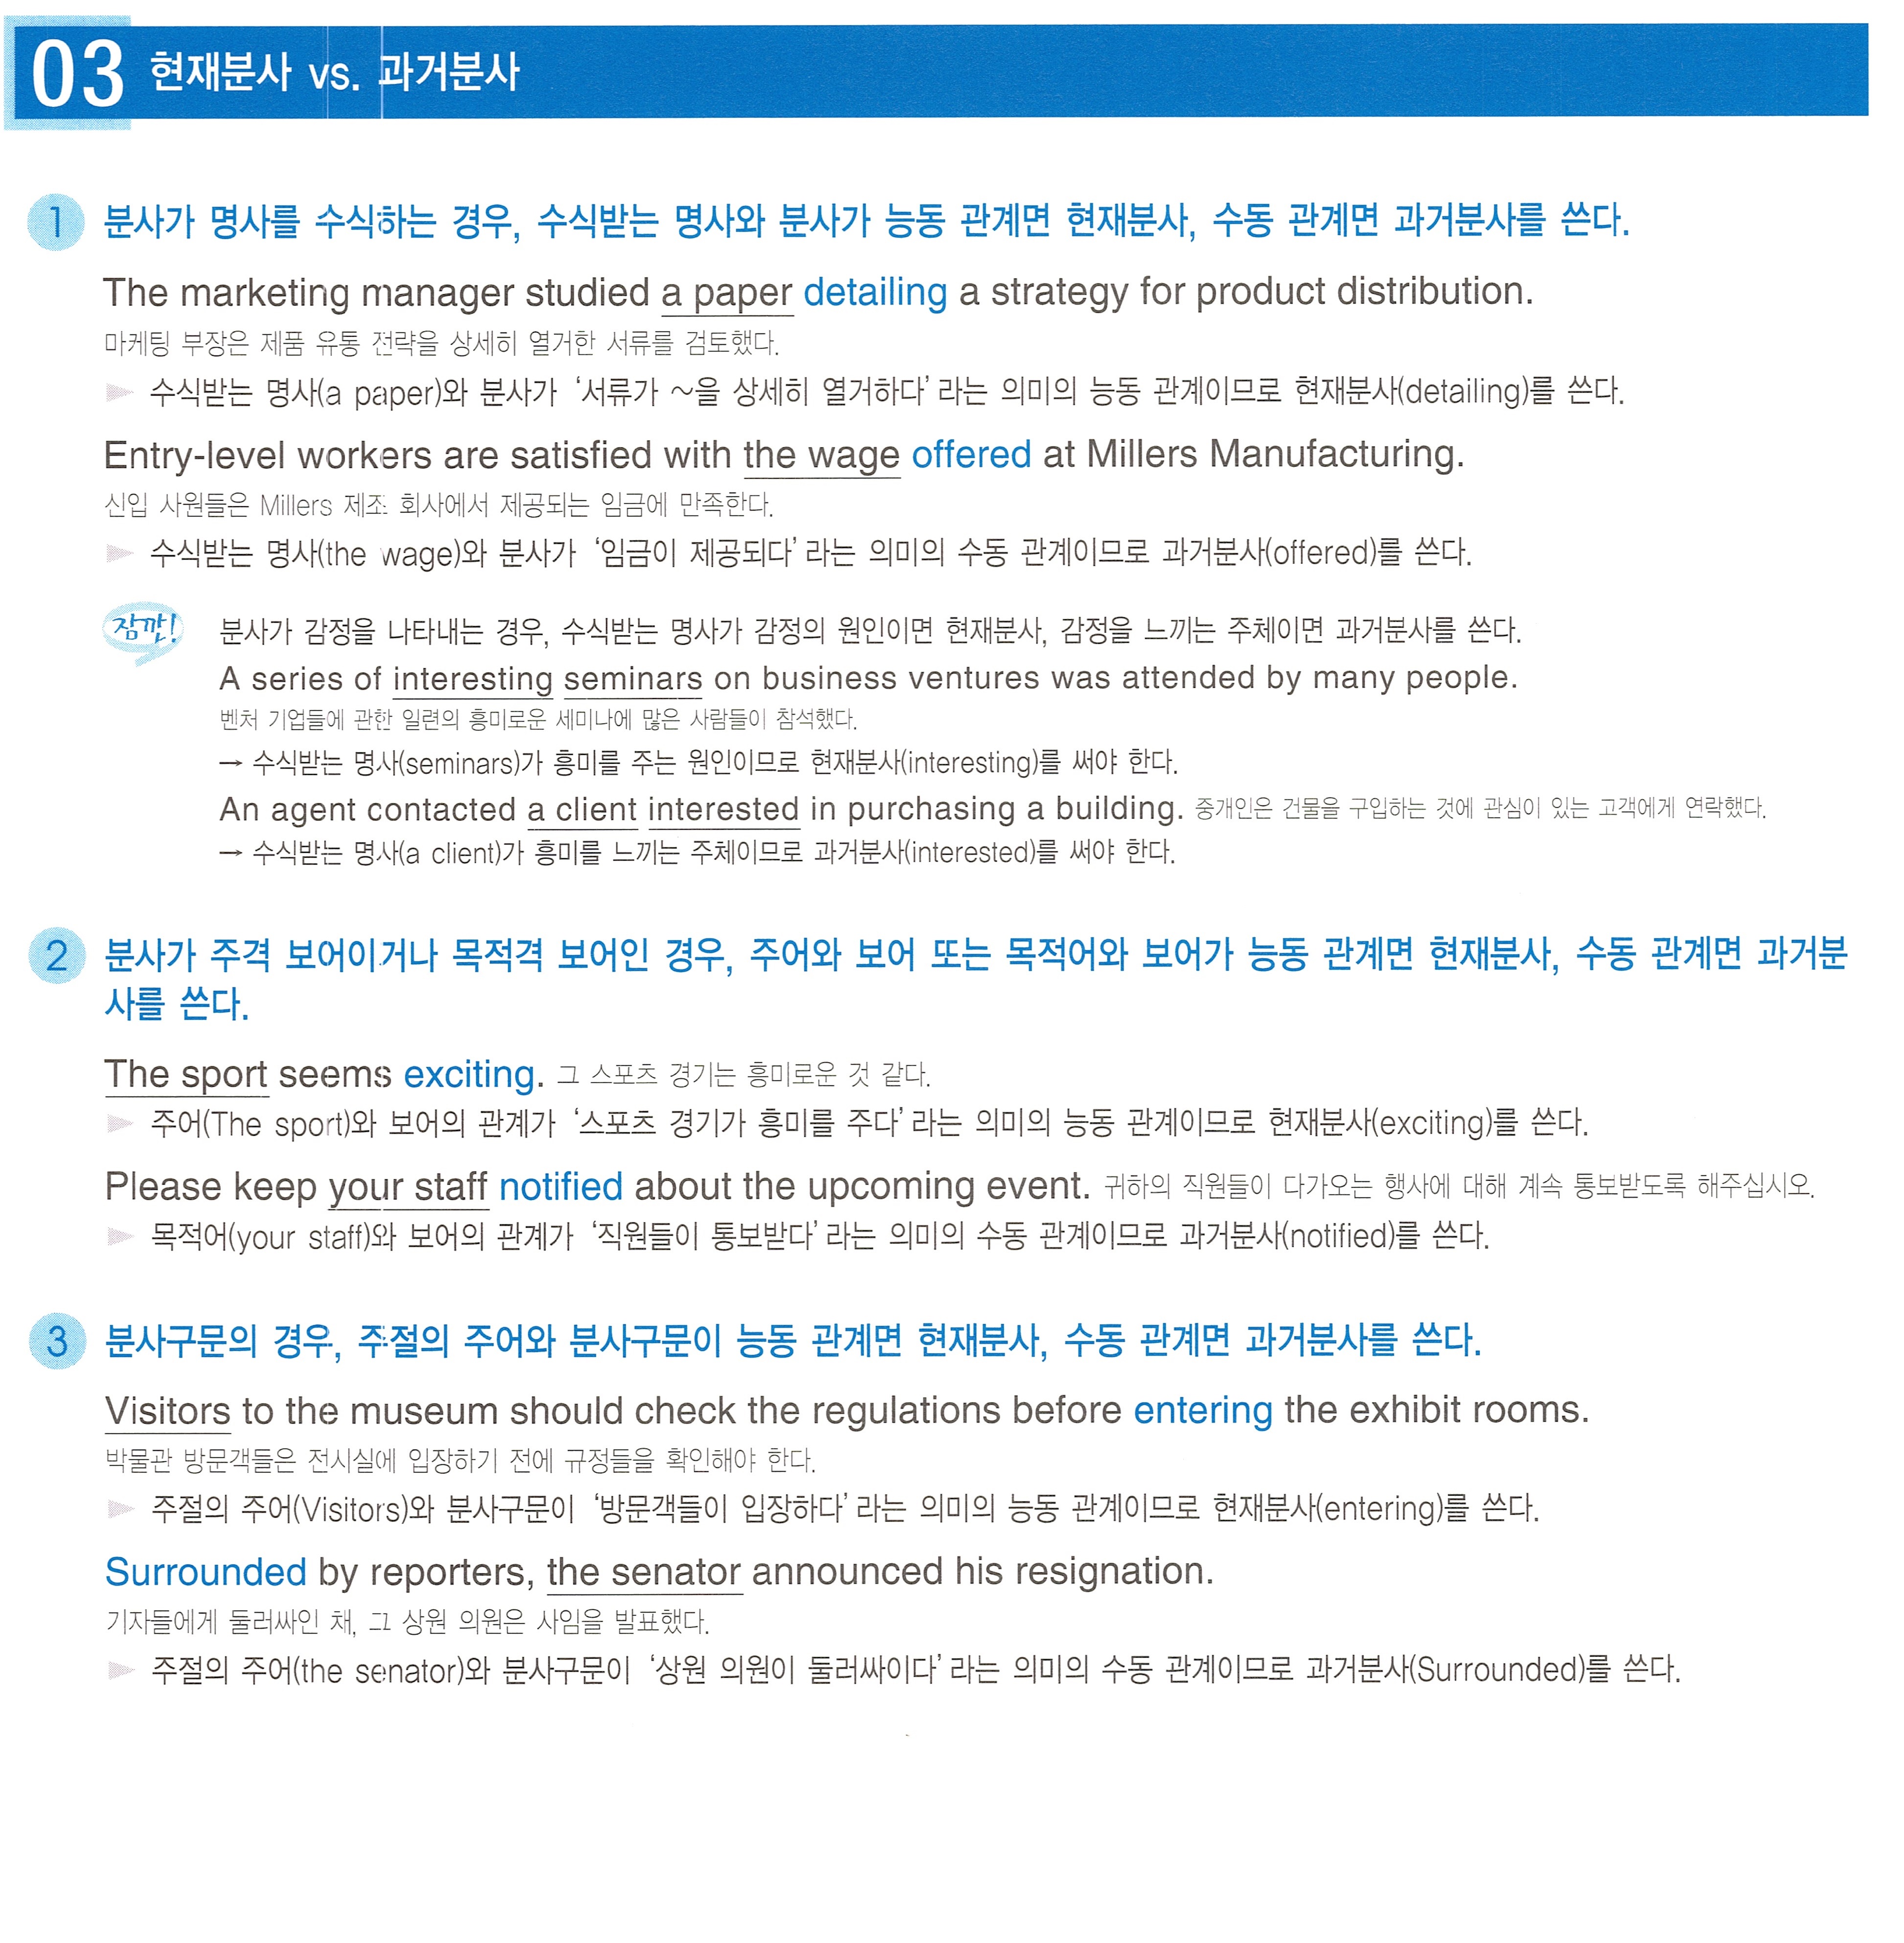 03 현재분사 vs. 과거분사
1 분사가 명사를 수식하는 경우, 수식받는 명사와 분사가 능동 관계면 현재분사, 수동 관계면 과거분사를 쓴다.
The marketing manager studied a paper detailing a strategy for product distribution.
마케팅 부장은 제품 유통 전략을 상세히 열거한 서류를 검토했다.
▶ 수식받는 명사(a paper)와 분사가 ‘서류가 ~을 상세히 열거하다’라는 의미의 능동 관계이므로 현재분사(detailing)를 쓴다.
Entry-level workers are satisfied with the wage offered at Millers Manufacturing.
신입 사원들은 Millers 제조 회사에서 제공되는 임금에 만족한다.
▶ 수식받는 명사(the wage)와 분사가 ‘임금이 제공되다’라는 의미의 수동 관계이므로 과거분사(offered)를 쓴다.
잠깐! 분사가 감정을 나타내는 경우, 수식받는 명사가 감정의 원인이면 현재분사, 감정을 느끼는 주체이면 과거분사를 쓴다.
A series of interesting seminars on business ventures was attended by many people.
벤처 기업들에 관한 일련의 흥미로운 세미나에 많은 사람들이 참석했다.
→ 수식받는 명사(seminars)가 흥미를 주는 원인이므로 현재분사(interesting)를 써야 한다.
An agent contacted a client interested in purchasing a building. 중개인은 건물을 구입하는 것에 관심이 있는 고객에게 연락했다.
→ 수식받는 명사(a client)가 흥미를 느끼는 주체이므로 과거분사(interested)를 써야 한다.
2 분사가 주격 보어이거나 목적격 보어인 경우, 주어와 보어 또는 목적어와 보어가 능동 관계면 현재분사, 수동 관계면 과거분
사를 쓴다.
The sport seems exciting. 그 스포츠 경기는 흥미로운 것 같다.
▶ 주어(The sport)와 보어의 관계가 ‘스포츠 경기가 흥미를 주다’라는 의미의 능동 관계이므로 현재분사(exciting)를 쓴다.
Please keep your staff notified about the upcoming event. 귀하의 직원들이 다가오는 행사에 대해 계속 통보받도록 해주십시오.
▶ 목적어(your staff)와 보어의 관계가 ‘직원들이 통보받다’라는 의미의 수동 관계이므로 과거분사(notified)를 쓴다.
3 분사구문의 경우, 주절의 주어와 분사구문이 능동 관계면 현재분사, 수동 관계면 과거분사를 쓴다.
Visitors to the museum should check the regulations before entering the exhibit rooms.
박물관 방문객들은 전시실에 입장하기 전에 규정들을 확인해야 한다.
▶ 주절의 주어(Visitors)와 분사구문이 ‘방문객들이 입장하다’라는 의미의 능동 관계이므로 현재분사(entering)를 쓴다.
Surrounded by reporters, the senator announced his resignation.
기자들에게 둘러싸인 채, 그 상원 의원은 사임을 발표했다.
▶ 주절의 주어(the senator)와 분사구문이 ‘상원 의원이 둘러싸이다’라는 의미의 수동 관계이므로 과거분사(Surrounded)를 쓴다.